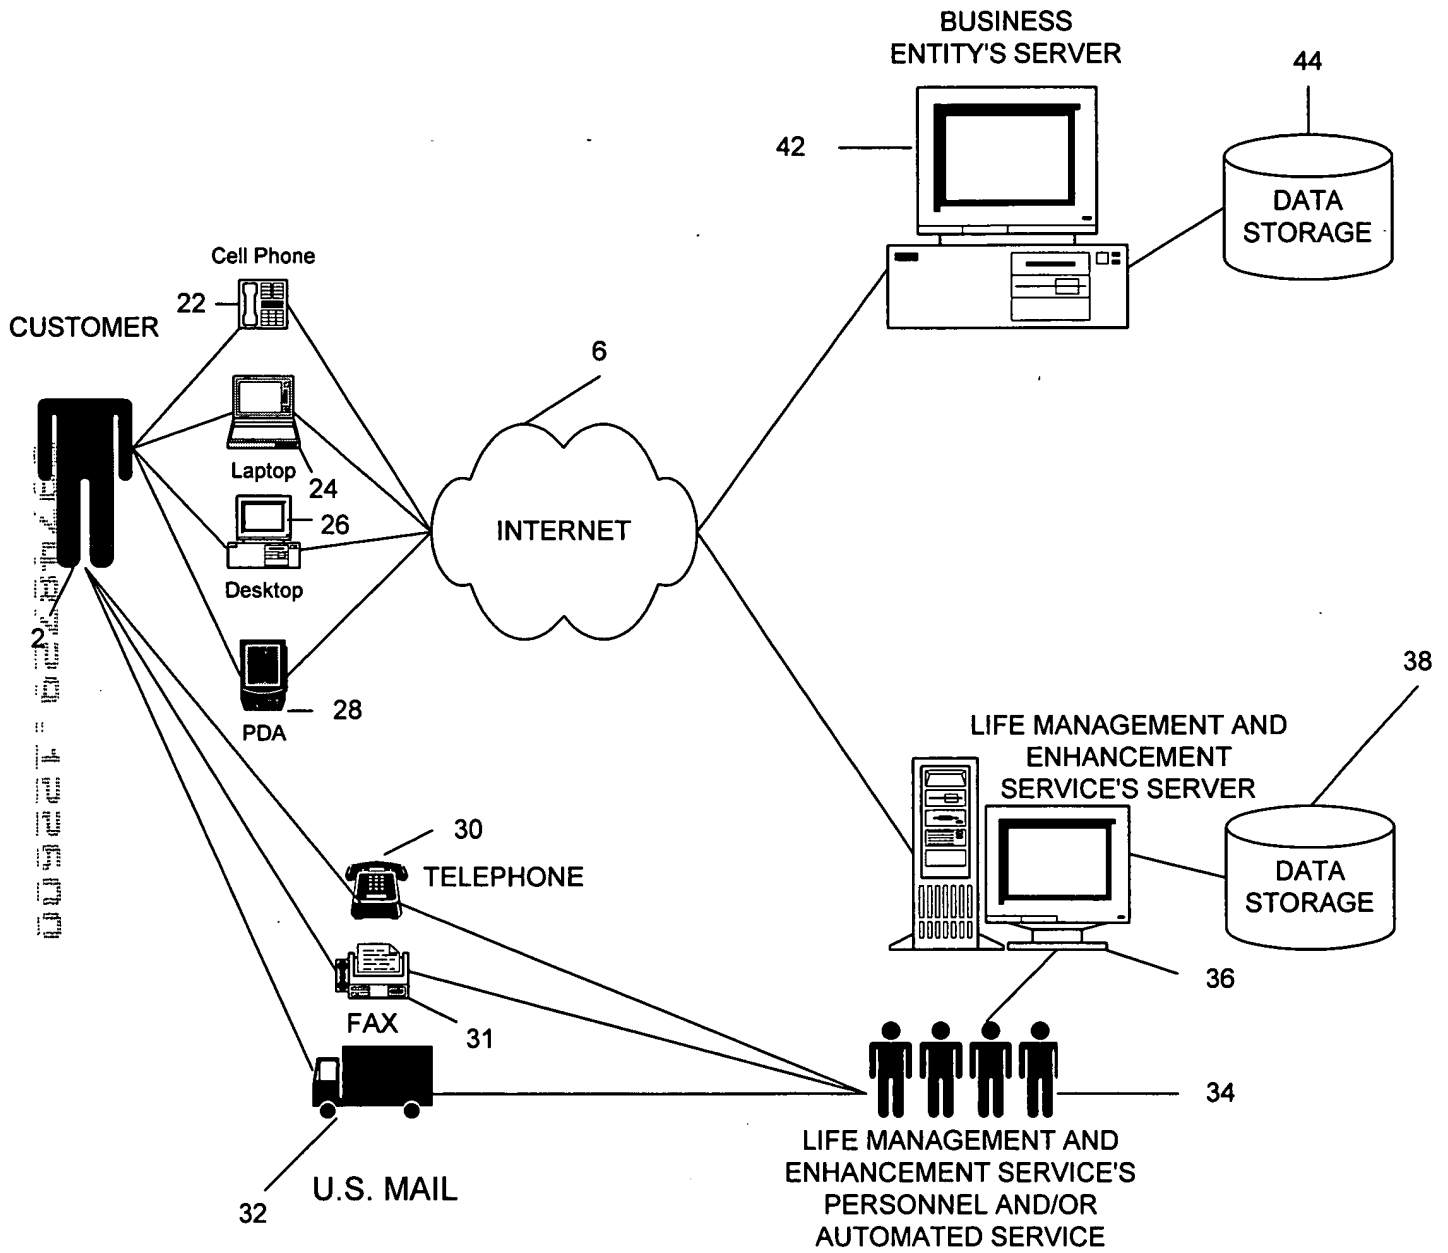 BUSINESS
ENTITY'S SERVER
44
42
DATA
STORAGE
Cell Phone
22
CUSTOMER
6
Laptop
24
26
INTERNET
Desktop
2
38
28
PDA
LIFE MANAGEMENT AND
ENHANCEMENT
SERVICE'S SERVER
30
TELEPHONE
DATA
STORAGE
36
FAX
31
34
LIFE MANAGEMENT AND
ENHANCEMENT SERVICE'S
PERSONNEL AND/OR
AUTOMATED SERVICE
U.S. MAIL
32